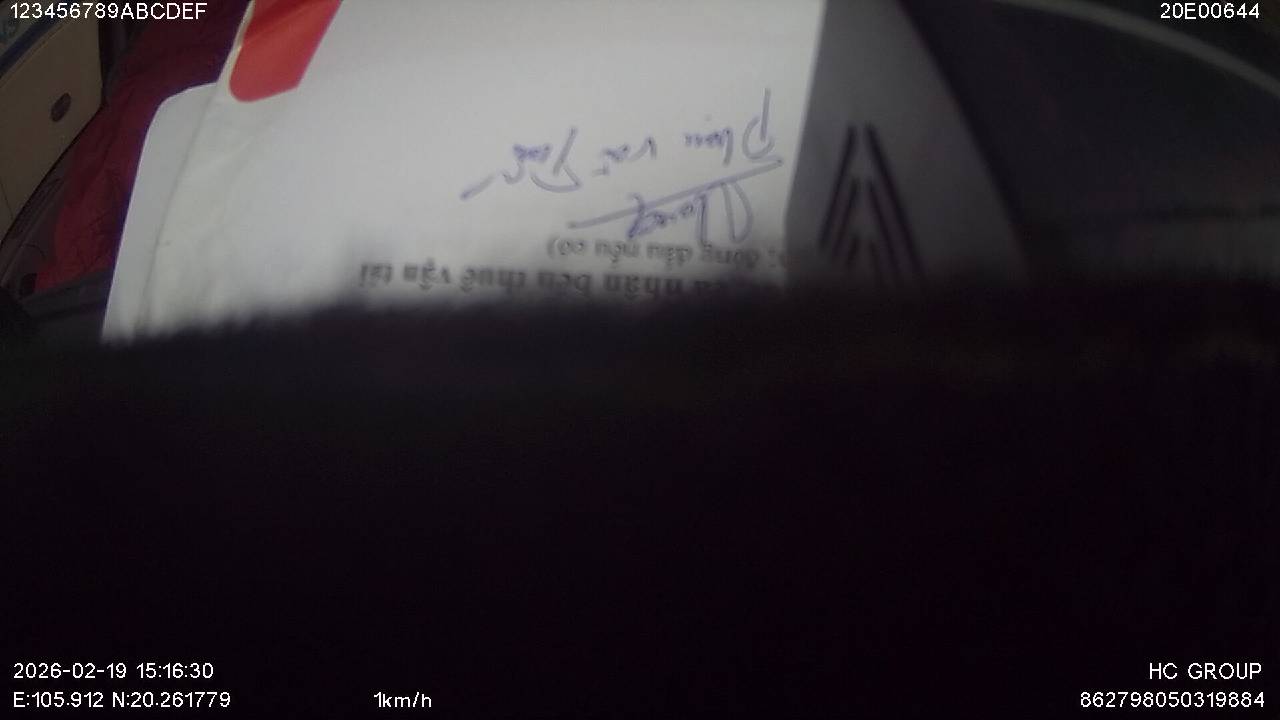 123456789ABCDEF
20E00644
nhân bên thuê vận tải
đóng dấu nếu có)
2026-02-19 15:16:30
E:105.912 N:20.261779
1km/h
HC GROUP
862798050319884